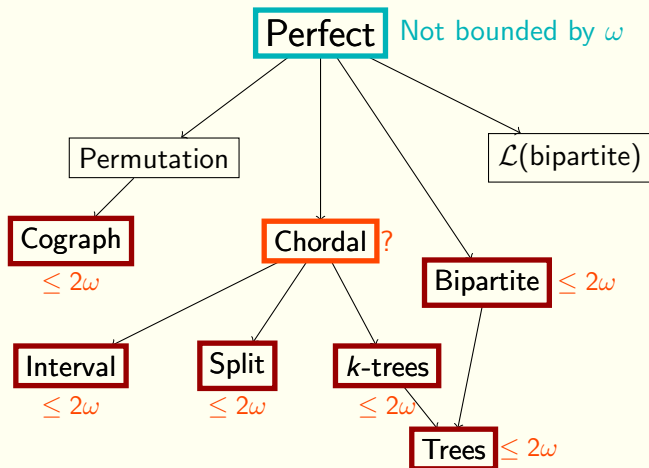 Perfect Not bounded by ω
Permutation
ℒ(bipartite)
Cograph
≤ 2ω
Chordal ?
Bipartite ≤ 2ω
Interval
Split
k-trees
≤ 2ω
≤ 2ω
≤ 2ω
Trees ≤ 2ω